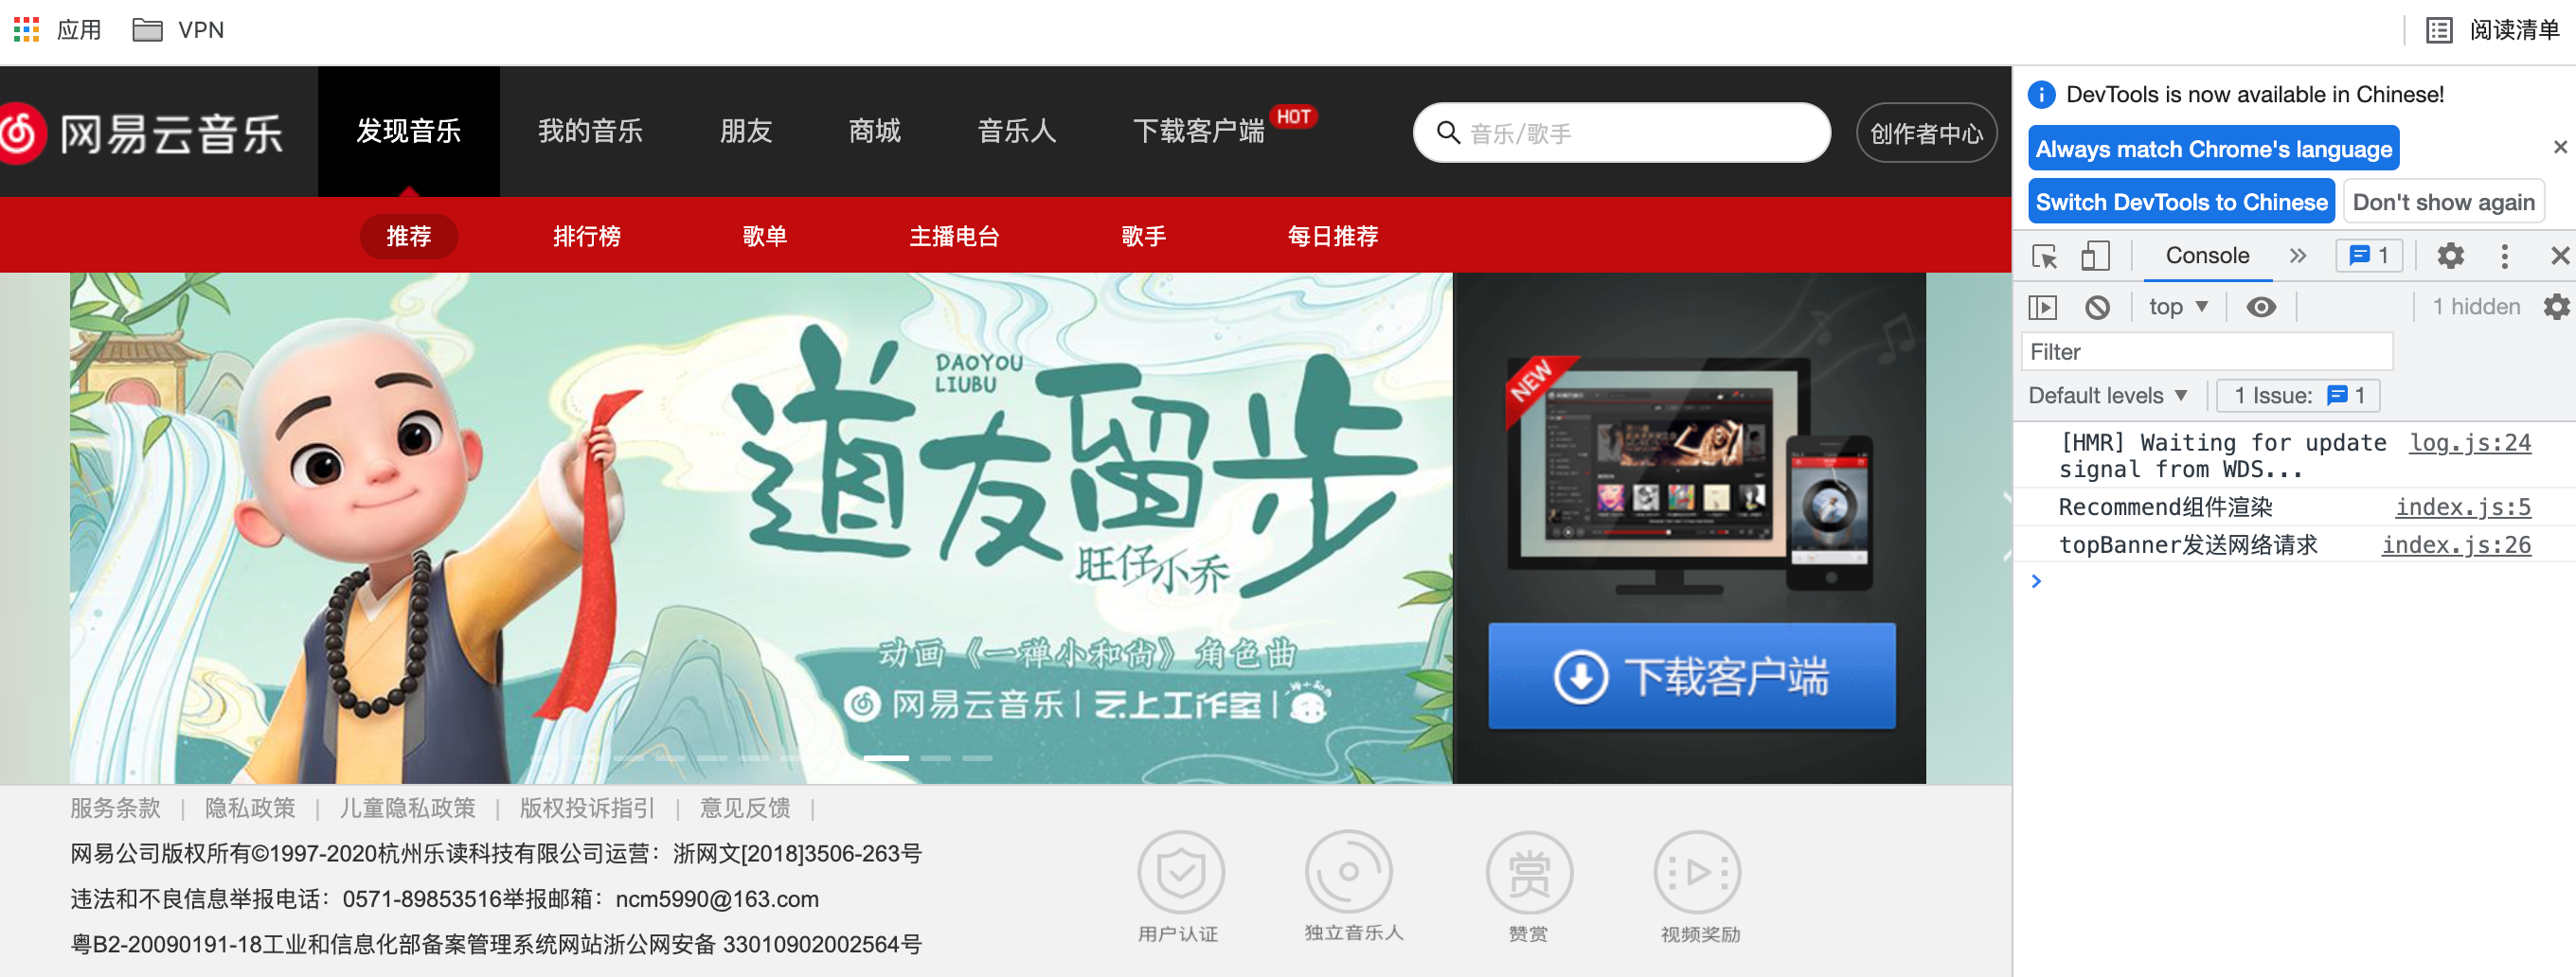 应用 VPN 阅读清单
网易云音乐 发现音乐 我的音乐 朋友 商城 音乐人 下载客户端 HOT 音乐/歌手 创作者中心
推荐 排行榜 歌单 主播电台 歌手 每日推荐
道友留步
DAOYOU
LIUBU
旺仔小乔
动画《一禅小和尚》角色曲
网易云音乐 | 云上工作室 |
NEW
下载客户端
服务条款 | 隐私政策 | 儿童隐私政策 | 版权投诉指引 | 意见反馈 |
网易公司版权所有©1997-2020杭州乐读科技有限公司运营：浙网文[2018]3506-263号
违法和不良信息举报电话：0571-89853516举报邮箱：ncm5990@163.com
粤B2-20090191-18工业和信息化部备案管理系统网站浙公网安备 33010902002564号
用户认证 独立音乐人 赞赏 视频奖励
DevTools is now available in Chinese!
Always match Chrome's language
Switch DevTools to Chinese Don't show again
Console 1
top 1 hidden
Filter
Default levels 1 Issue: 1
[HMR] Waiting for update log.js:24
signal from WDS...
Recommend组件渲染 index.js:5
topBanner发送网络请求 index.js:26